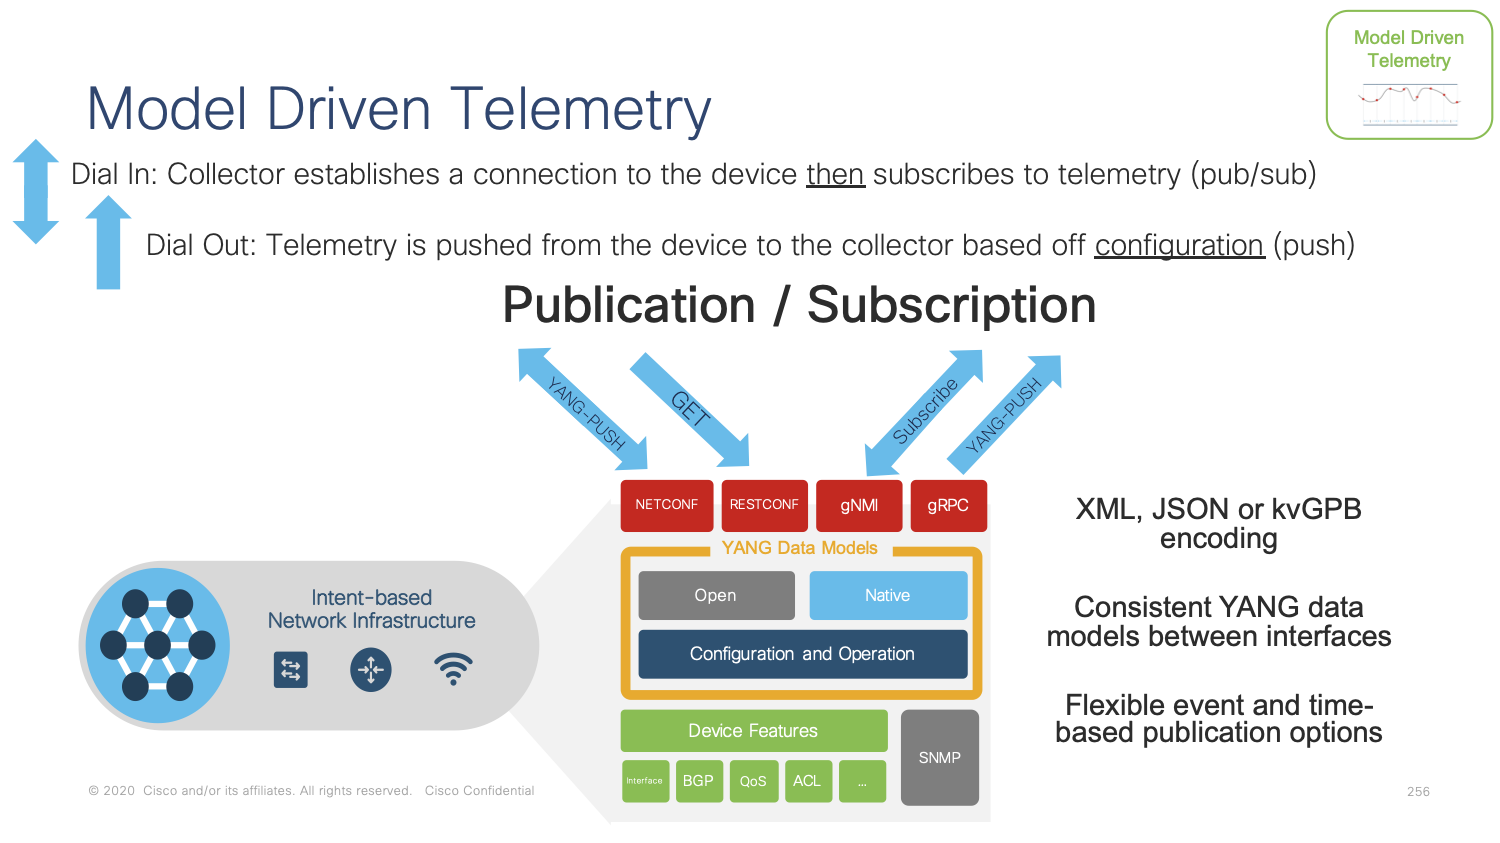 Model Driven
Telemetry
Model Driven Telemetry
Dial In: Collector establishes a connection to the device then subscribes to telemetry (pub/sub)
Dial Out: Telemetry is pushed from the device to the collector based off configuration (push)
Publication / Subscription
YANG-PUSH
GET
Subscribe
YANG-PUSH
NETCONF
RESTCONF
gNMI
gRPC
YANG Data Models
Open
Native
Configuration and Operation
Device Features
Interface
BGP
QoS
ACL
...
SNMP
Intent-based
Network Infrastructure
XML, JSON or kvGPB
encoding
Consistent YANG data
models between interfaces
Flexible event and time-
based publication options
© 2020 Cisco and/or its affiliates. All rights reserved. Cisco Confidential
256